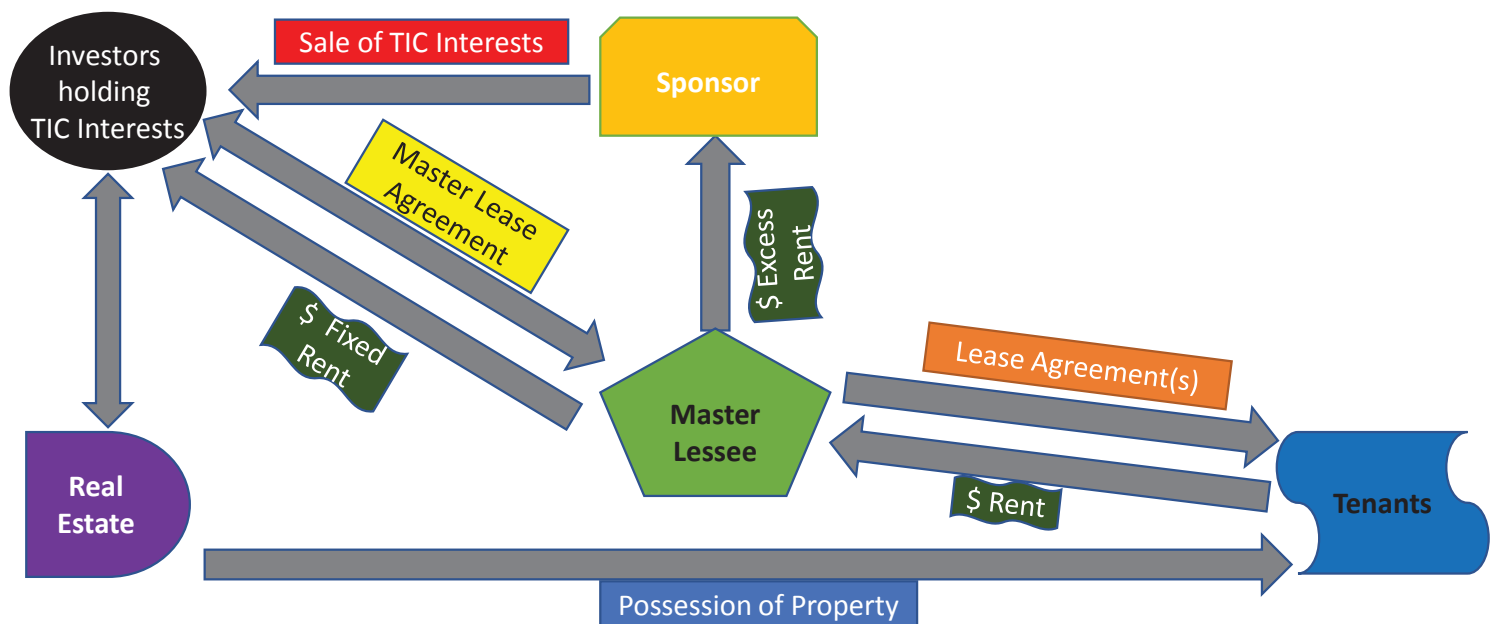 Sale of TIC Interests
Investors
holding
TIC Interests
Sponsor
Master Lease
Agreement
$ Excess
Rent
$ Fixed
Rent
Lease Agreement(s)
Master
Lessee
Real
Estate
$ Rent
Tenants
Possession of Property